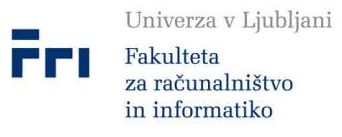 Univerza v Ljubljani
Fri
Fakulteta
za računalništvo
in informatiko